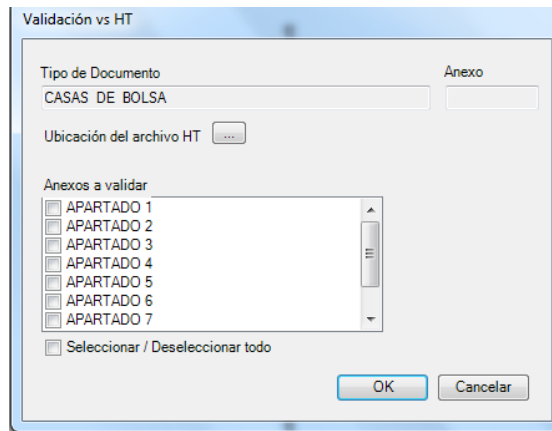 Validación vs HT
Tipo de Documento
Anexo
CASAS DE BOLSA
Ubicación del archivo HT ...
Anexos a validar
APARTADO 1
APARTADO 2
APARTADO 3
APARTADO 4
APARTADO 5
APARTADO 6
APARTADO 7
Seleccionar / Deseleccionar todo
OK
Cancelar